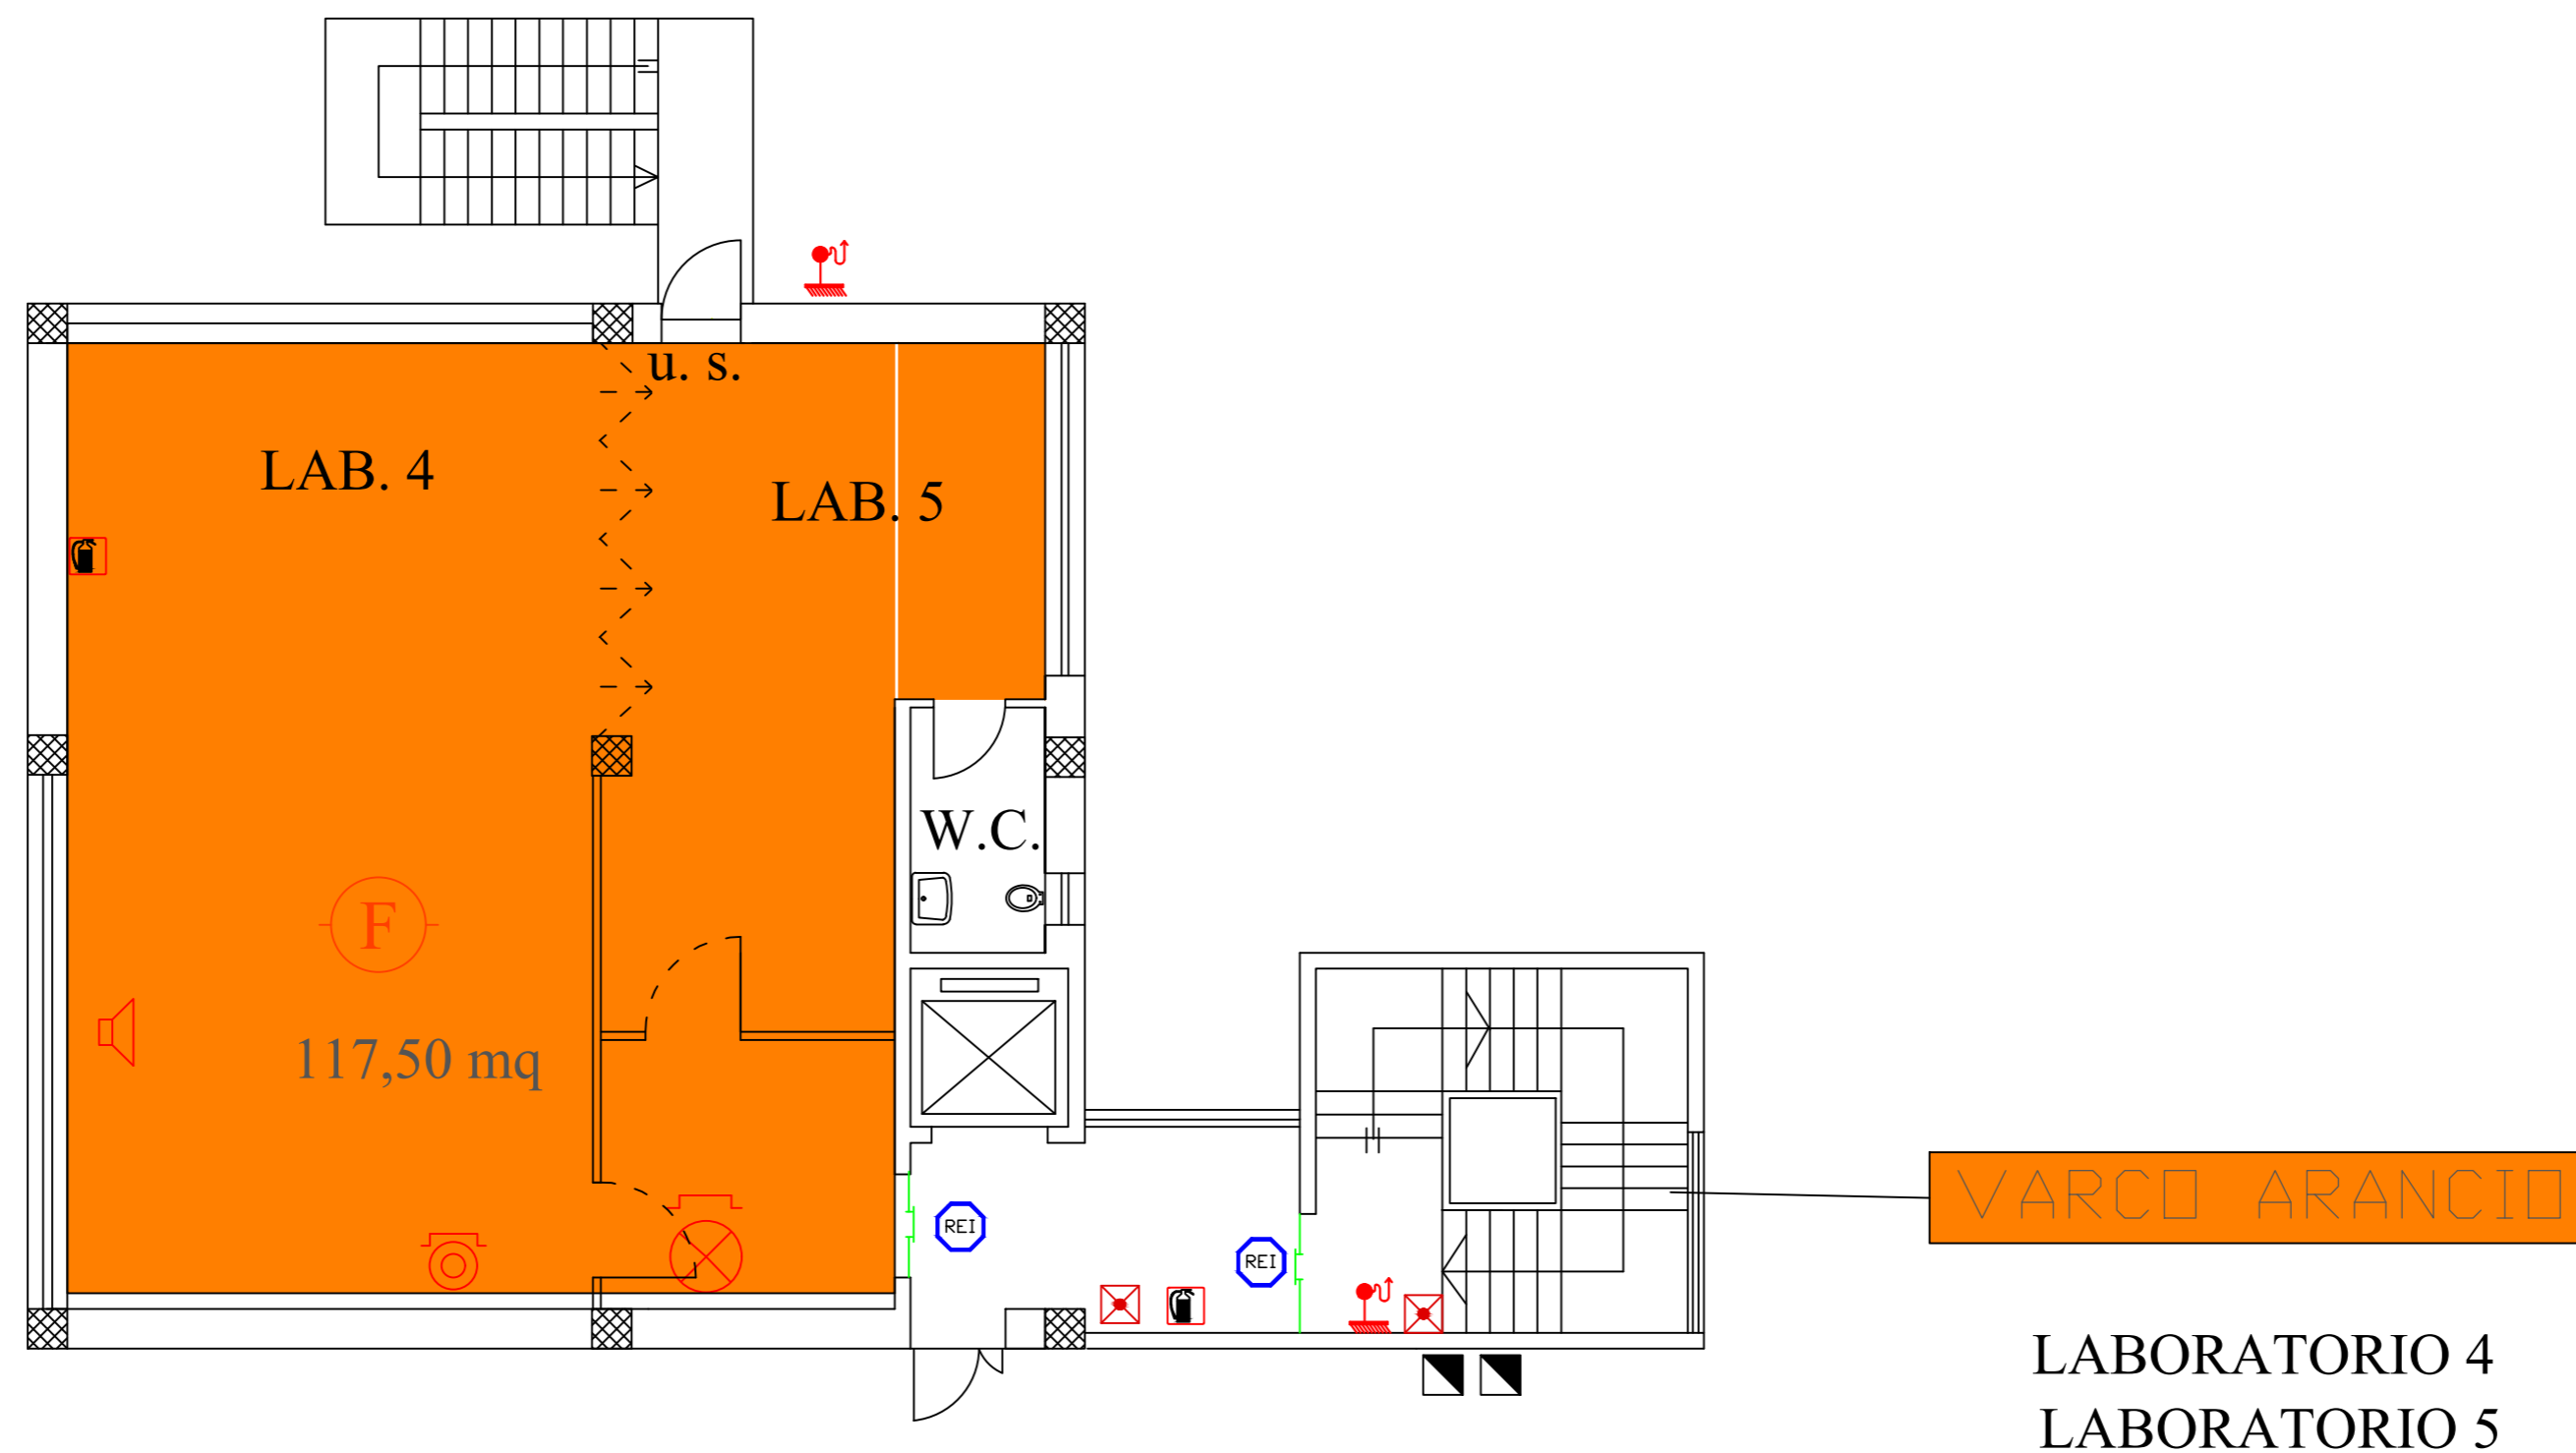 u. s.
LAB. 4
LAB. 5
W.C.
F
117,50 mq
REI
REI
VARCO ARANCIO
LABORATORIO 4
LABORATORIO 5